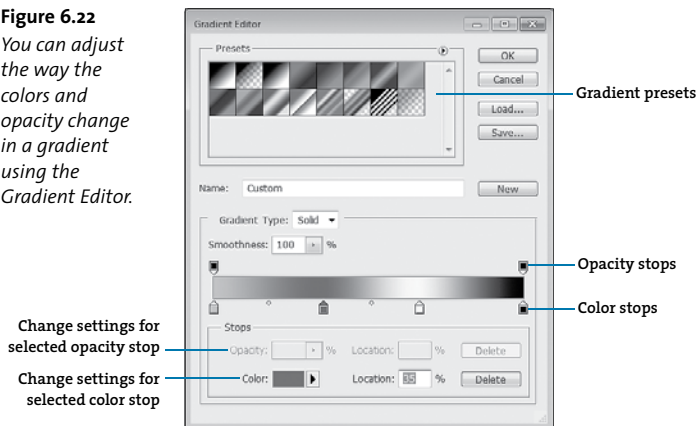 Figure 6.22
You can adjust
the way the
colors and
opacity change
in a gradient
using the
Gradient Editor.
Gradient Editor
Presets
OK
Cancel
Load...
Save...
Gradient presets
Name: Custom
New
Gradient Type: Solid
Smoothness: 100 %
Opacity stops
Color stops
Stops
Change settings for
selected opacity stop
Opacity: % Location: % Delete
Change settings for
selected color stop
Color: Location: 35 % Delete